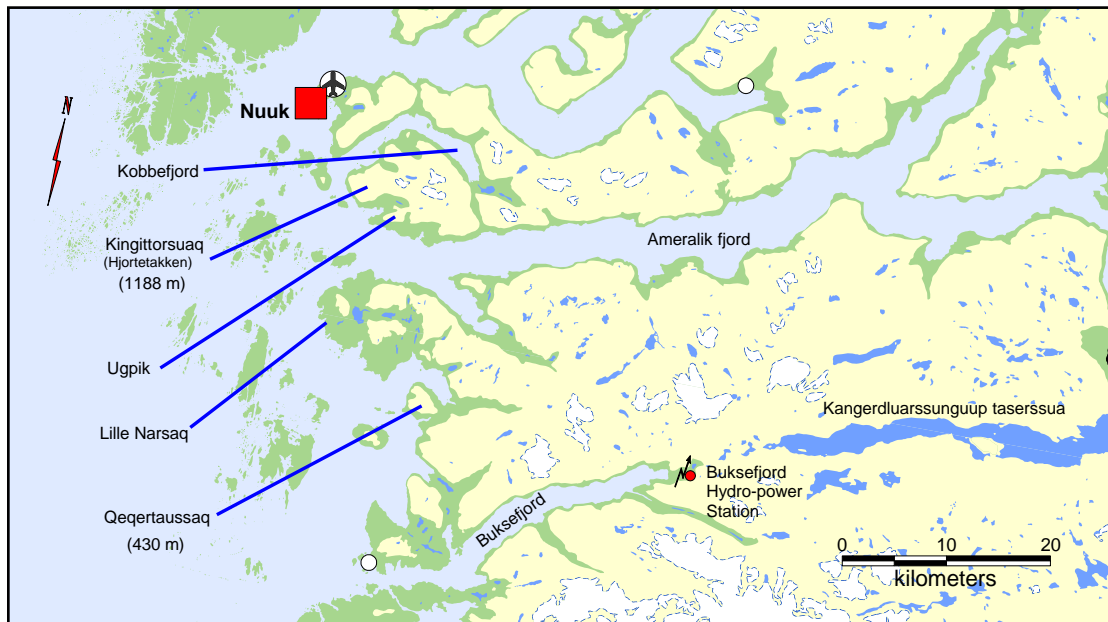 N
Nuuk
Kobbefjord
Kingittorsuaq
(Hjortetakken)
(1188 m)
Ameralik fjord
Ugpik
Lille Narsaq
Kangerdluarssunguup taserssua
Qeqertaussaq
(430 m)
Buksefjord
Buksefjord
Hydro-power
Station
0 10 20
kilometers